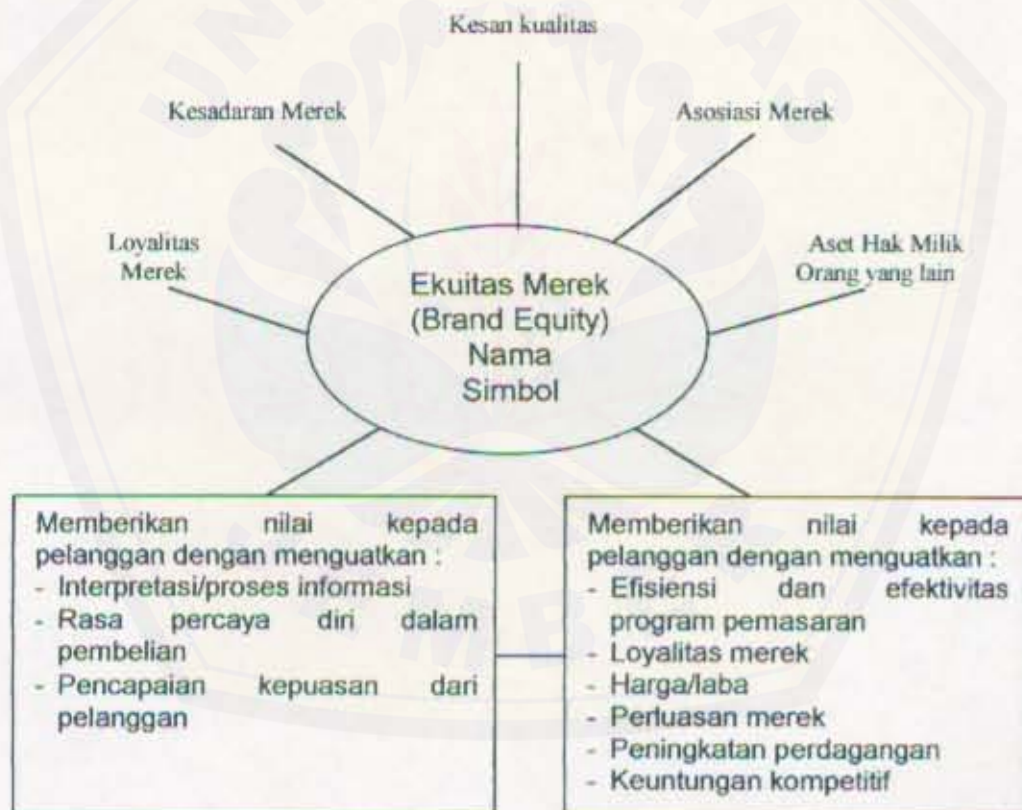 Kesan kualitas
Kesadaran Merek
Asosiasi Merek
Loyalitas
Merek
Aset Hak Milik
Orang yang lain
Ekuitas Merek
(Brand Equity)
Nama
Simbol
Memberikan nilai kepada
pelanggan dengan menguatkan :
- Interpretasi/proses informasi
- Rasa percaya diri dalam
pembelian
- Pencapaian kepuasan dari
pelanggan
Memberikan nilai kepada
pelanggan dengan menguatkan :
- Efisiensi dan efektivitas
program pemasaran
- Loyalitas merek
- Harga/laba
- Perluasan merek
- Peningkatan perdagangan
- Keuntungan kompetitif